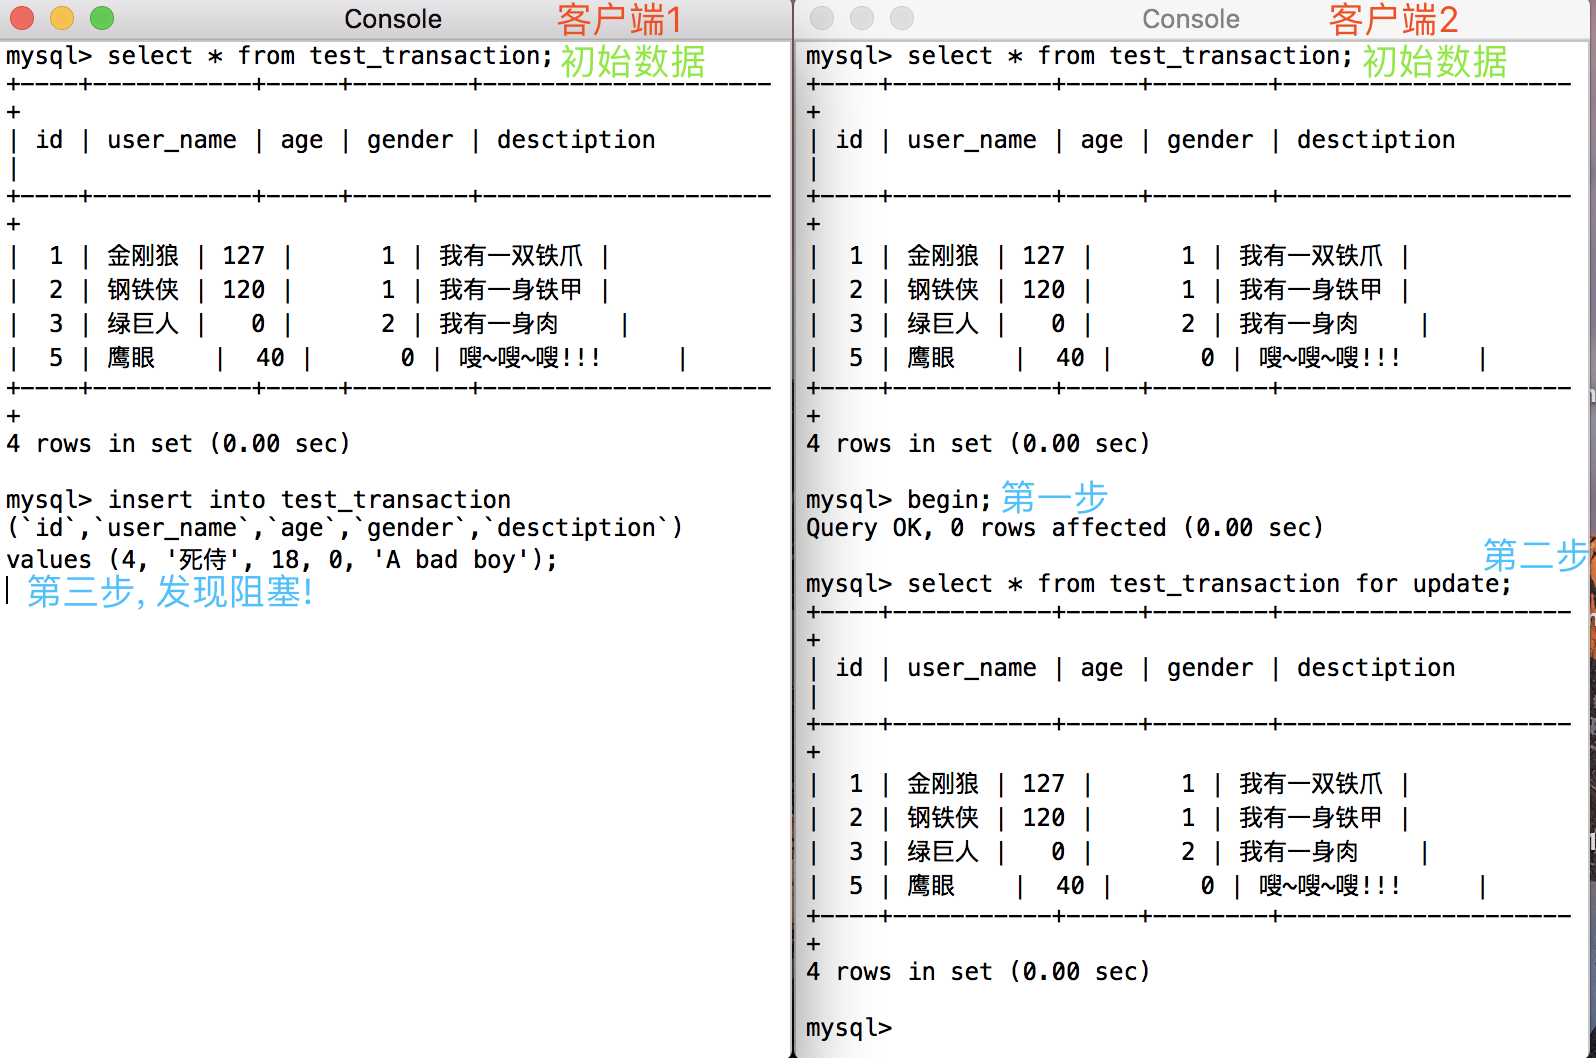 Console 客户端1
mysql> select * from test_transaction; 初始数据
+----+-----------+-----+--------+--------------------
+
| id | user_name | age | gender | desctiption
|
+----+-----------+-----+--------+--------------------
+
|  1 | 金刚狼 | 127 |      1 | 我有一双铁爪 |
|  2 | 钢铁侠 | 120 |      1 | 我有一身铁甲 |
|  3 | 绿巨人 |   0 |      2 | 我有一身肉    |
|  5 | 鹰眼    |  40 |      0 | 嗖~嗖~嗖!!!     |
+----+-----------+-----+--------+--------------------
+
4 rows in set (0.00 sec)
mysql> insert into test_transaction
(`id`,`user_name`,`age`,`gender`,`desctiption`)
values (4, '死侍', 18, 0, 'A bad boy');
第三步, 发现阻塞!
Console 客户端2
mysql> select * from test_transaction; 初始数据
+----+-----------+-----+--------+--------------------
+
| id | user_name | age | gender | desctiption
|
+----+-----------+-----+--------+--------------------
+
|  1 | 金刚狼 | 127 |      1 | 我有一双铁爪 |
|  2 | 钢铁侠 | 120 |      1 | 我有一身铁甲 |
|  3 | 绿巨人 |   0 |      2 | 我有一身肉    |
|  5 | 鹰眼    |  40 |      0 | 嗖~嗖~嗖!!!     |
+----+-----------+-----+--------+--------------------
+
4 rows in set (0.00 sec)
mysql> begin; 第一步
Query OK, 0 rows affected (0.00 sec)
第二步
mysql> select * from test_transaction for update;
+----+-----------+-----+--------+--------------------
+
| id | user_name | age | gender | desctiption
|
+----+-----------+-----+--------+--------------------
+
|  1 | 金刚狼 | 127 |      1 | 我有一双铁爪 |
|  2 | 钢铁侠 | 120 |      1 | 我有一身铁甲 |
|  3 | 绿巨人 |   0 |      2 | 我有一身肉    |
|  5 | 鹰眼    |  40 |      0 | 嗖~嗖~嗖!!!     |
+----+-----------+-----+--------+--------------------
+
4 rows in set (0.00 sec)
mysql>